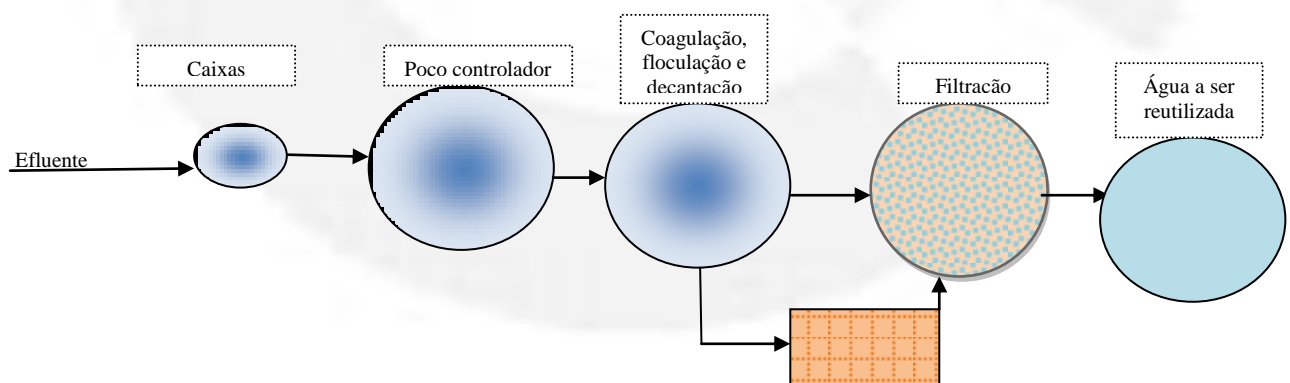 Efluente
Caixas
Poco controlador
Coagulação,
floculação e
decantação
Filtracão
Água a ser
reutilizada